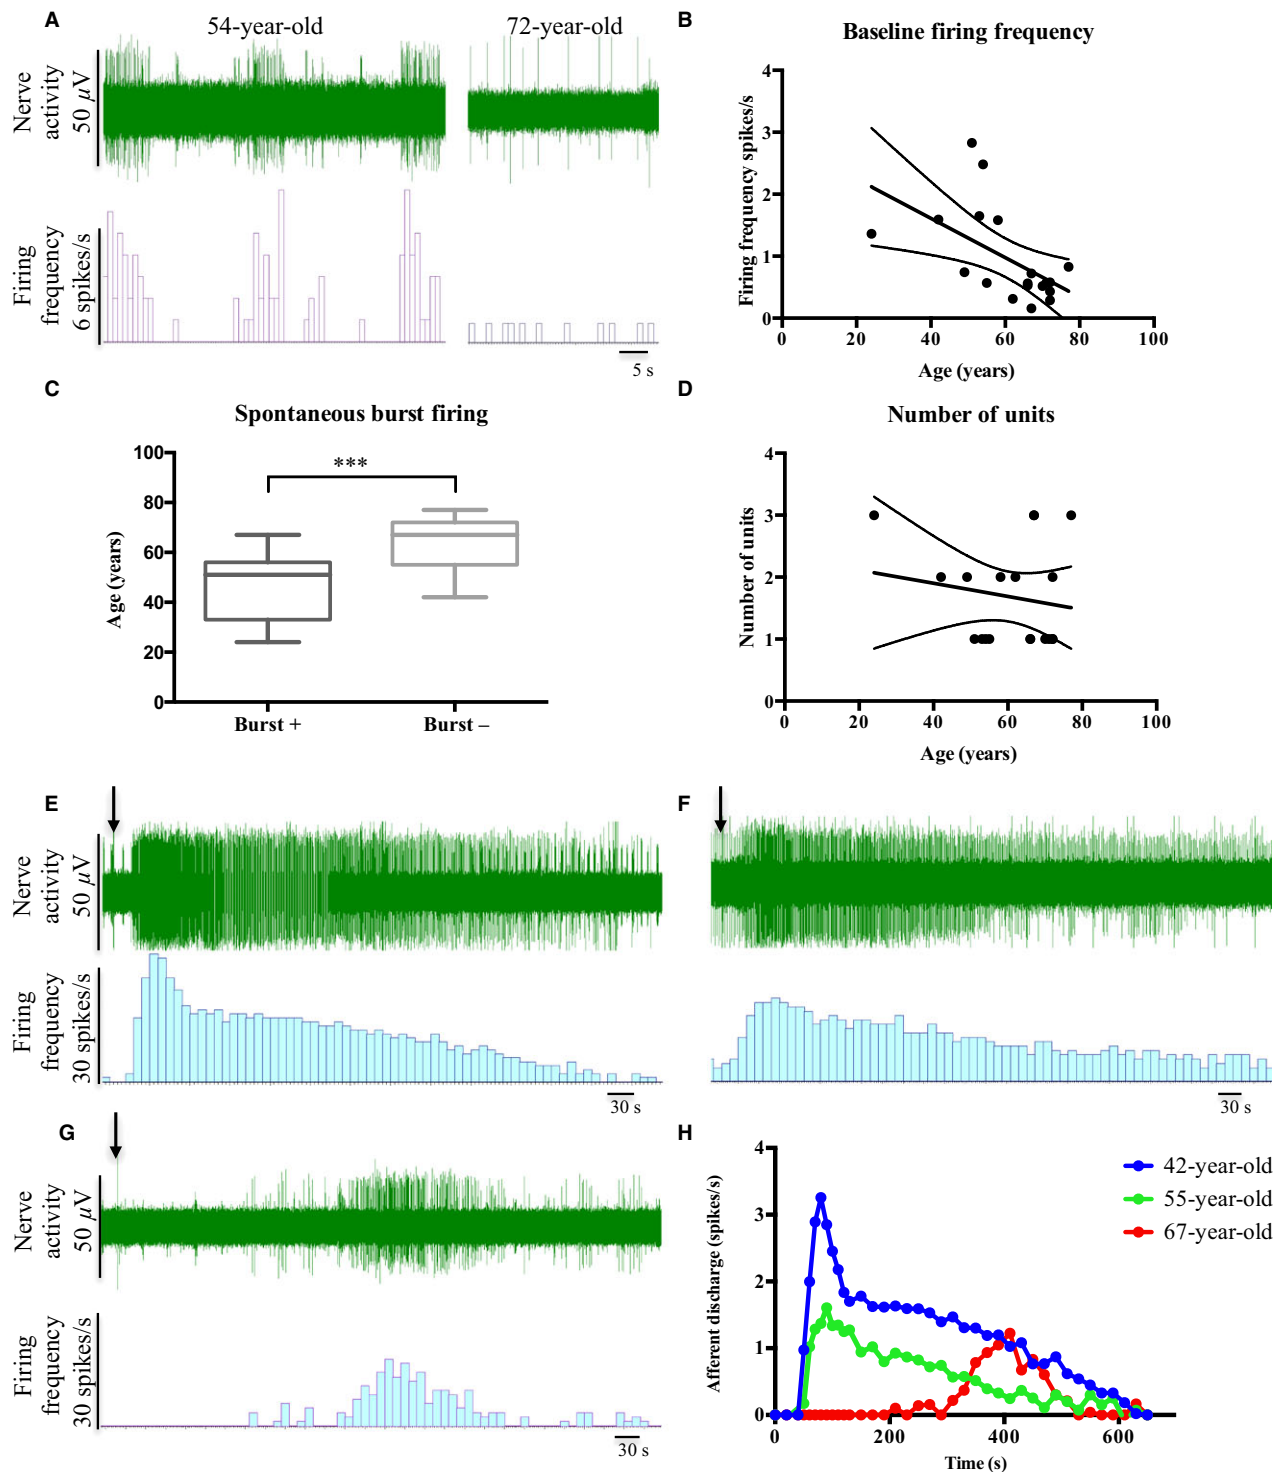 A
54-year-old
72-year-old
Nerve
activity
50 µV
Firing
frequency
6 spikes/s
5 s
B
Baseline firing frequency
Firing frequency spikes/s
4
3
2
1
0
0 20 40 60 80 100
Age (years)
C
Spontaneous burst firing
***
Age (years)
100
80
60
40
20
0
Burst +
Burst –
D
Number of units
Number of units
4
3
2
1
0
0 20 40 60 80 100
Age (years)
E
Nerve
activity
50 µV
Firing
frequency
30 spikes/s
30 s
F
30 s
G
Nerve
activity
50 µV
Firing
frequency
30 spikes/s
30 s
H
Afferent discharge (spikes/s)
4
3
2
1
0
0 200 400 600
Time (s)
42-year-old
55-year-old
67-year-old